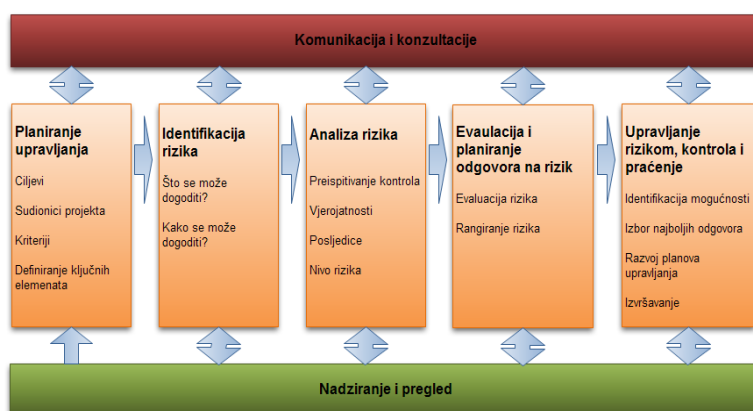 Komunikacija i konzultacije
Planiranje
upravljanja
Ciljevi
Sudionici projekta
Kriteriji
Definiranje ključnih
elemenata
Identifikacija
rizika
Što se može
dogoditi?
Kako se može
dogoditi?
Analiza rizika
Preispitivanje kontrola
Vjerojatnosti
Posljedice
Nivo rizika
Evaulacija i
planiranje
odgovora na rizik
Evaluacija rizika
Rangiranje rizika
Upravljanje
rizikom, kontrola i
praćenje
Identifikacija mogućnosti
Izbor najboljih odgovora
Razvoj planova
upravljanja
Izvršavanje
Nadziranje i pregled